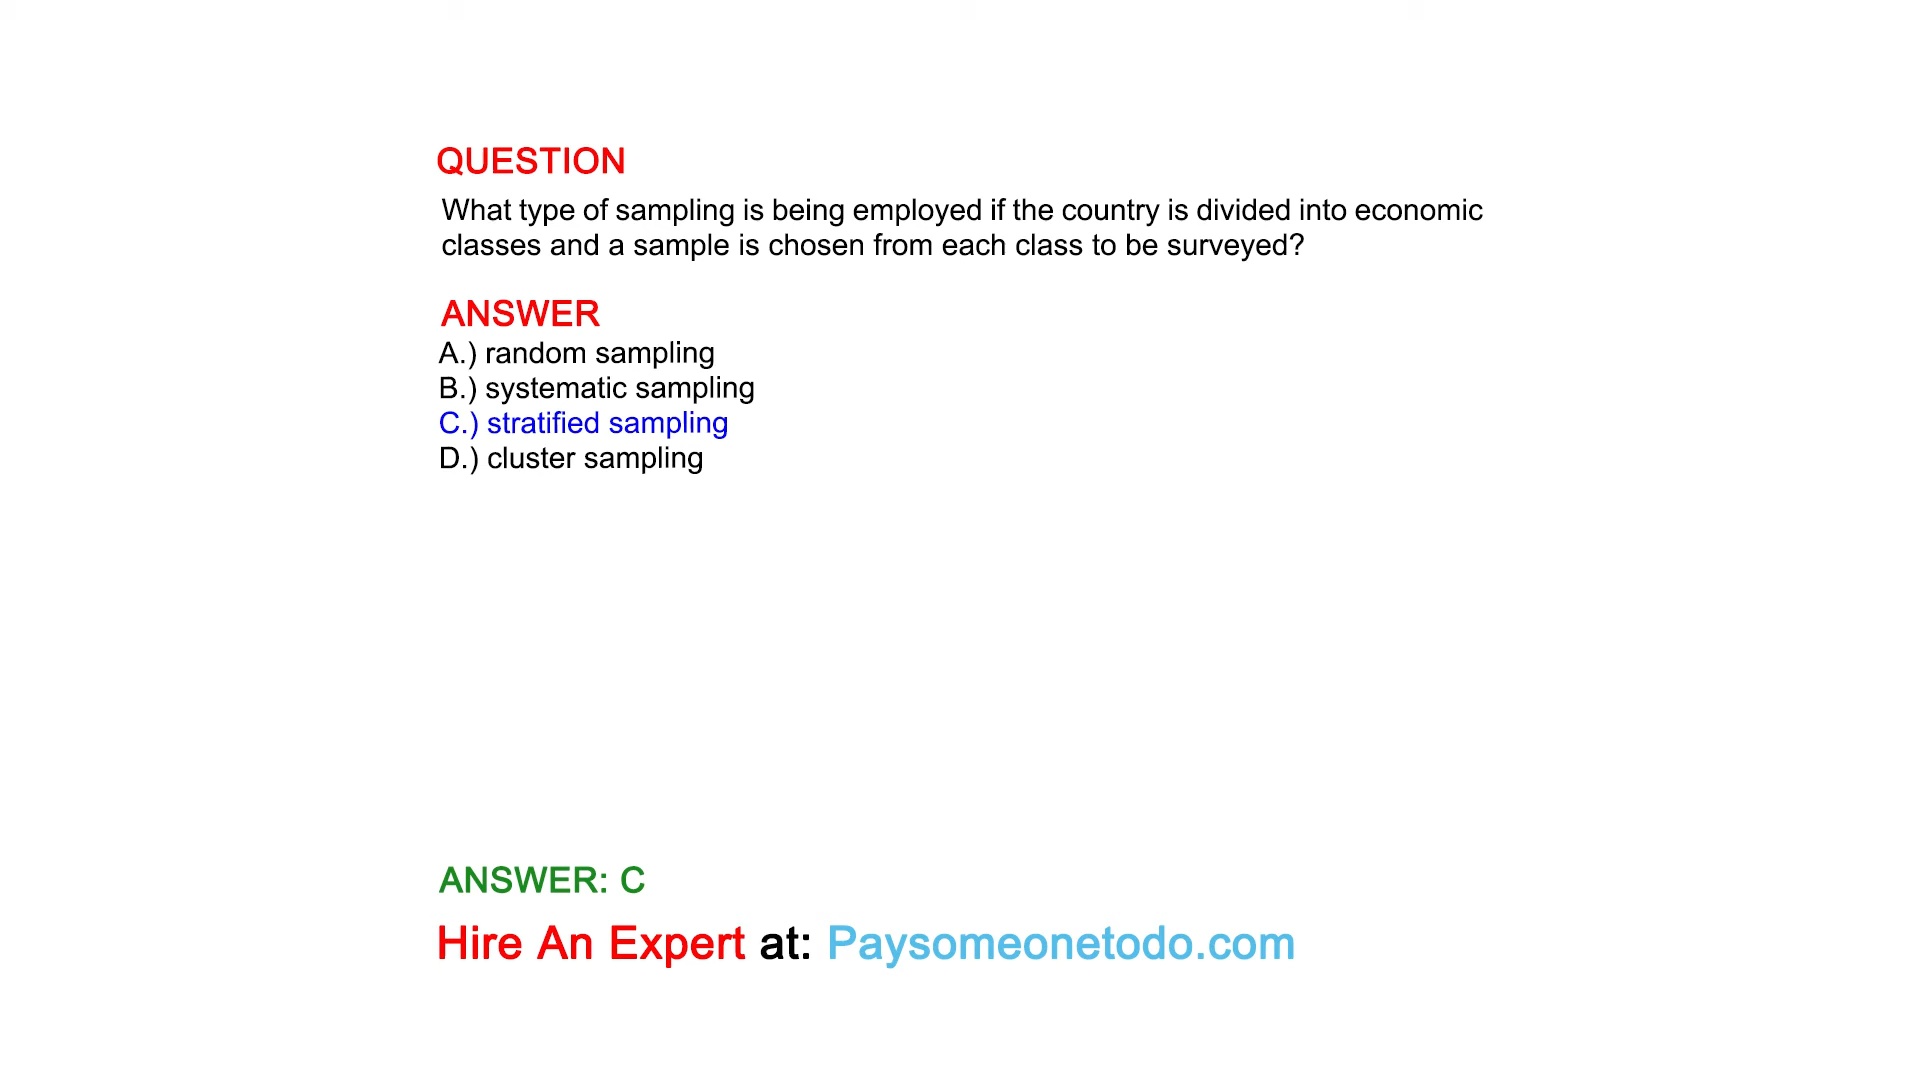 QUESTION
What type of sampling is being employed if the country is divided into economic
classes and a sample is chosen from each class to be surveyed?
ANSWER
A.) random sampling
B.) systematic sampling
C.) stratified sampling
D.) cluster sampling
ANSWER: C
Hire An Expert at: Paysomeonetodo.com